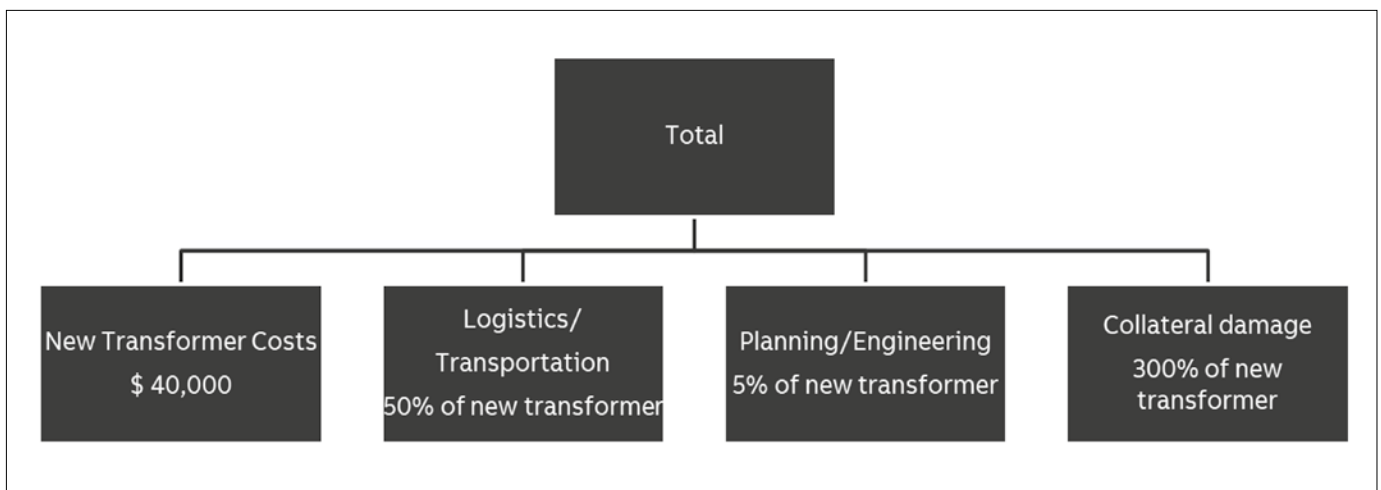 Total
New Transformer Costs
$ 40,000
Logistics/
Transportation
50% of new transformer
Planning/Engineering
5% of new transformer
Collateral damage
300% of new
transformer